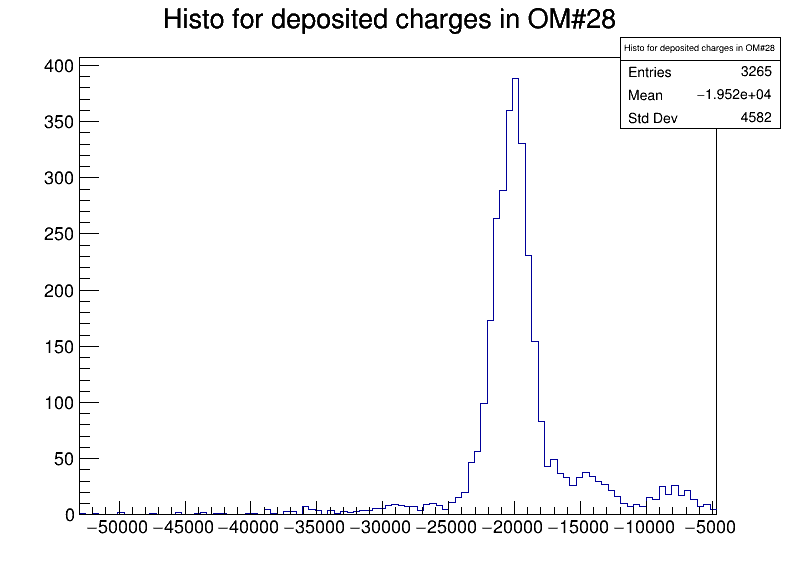 Histo for deposited charges in OM#28
Histo for deposited charges in OM#28
Entries 3265
Mean −1.952e+04
Std Dev 4582
400
350
300
250
200
150
100
50
0
−50000 −45000 −40000 −35000 −30000 −25000 −20000 −15000 −10000 −5000